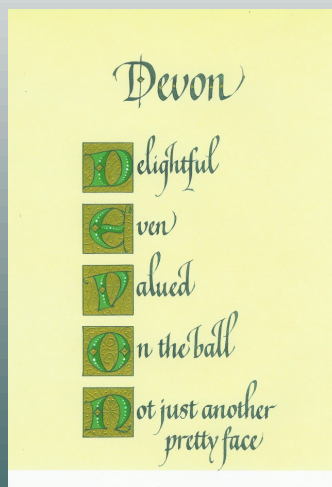 Devon
Delightful
Even
Valued
On the ball
Not just another
pretty face